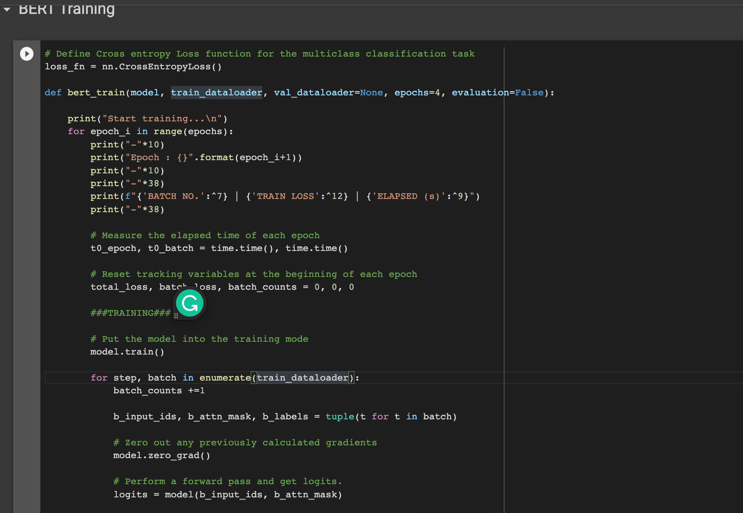 BERT Training
# Define Cross entropy Loss function for the multiclass classification task
loss_fn = nn.CrossEntropyLoss()
def bert_train(model, train_dataloader, val_dataloader=None, epochs=4, evaluation=False):
print("Start training...\n")
for epoch_i in range(epochs):
print("-"*10)
print("Epoch : {}".format(epoch_i+1))
print("-"*10)
print("-"*38)
print(f"{'BATCH NO.':^7} | {'TRAIN LOSS':^12} | {'ELAPSED (s)':^9}")
print("-"*38)
# Measure the elapsed time of each epoch
t0_epoch, t0_batch = time.time(), time.time()
# Reset tracking variables at the beginning of each epoch
total_loss, batch_loss, batch_counts = 0, 0, 0
###TRAINING###
# Put the model into the training mode
model.train()
for step, batch in enumerate(train_dataloader):
batch_counts +=1
b_input_ids, b_attn_mask, b_labels = tuple(t for t in batch)
# Zero out any previously calculated gradients
model.zero_grad()
# Perform a forward pass and get logits.
logits = model(b_input_ids, b_attn_mask)